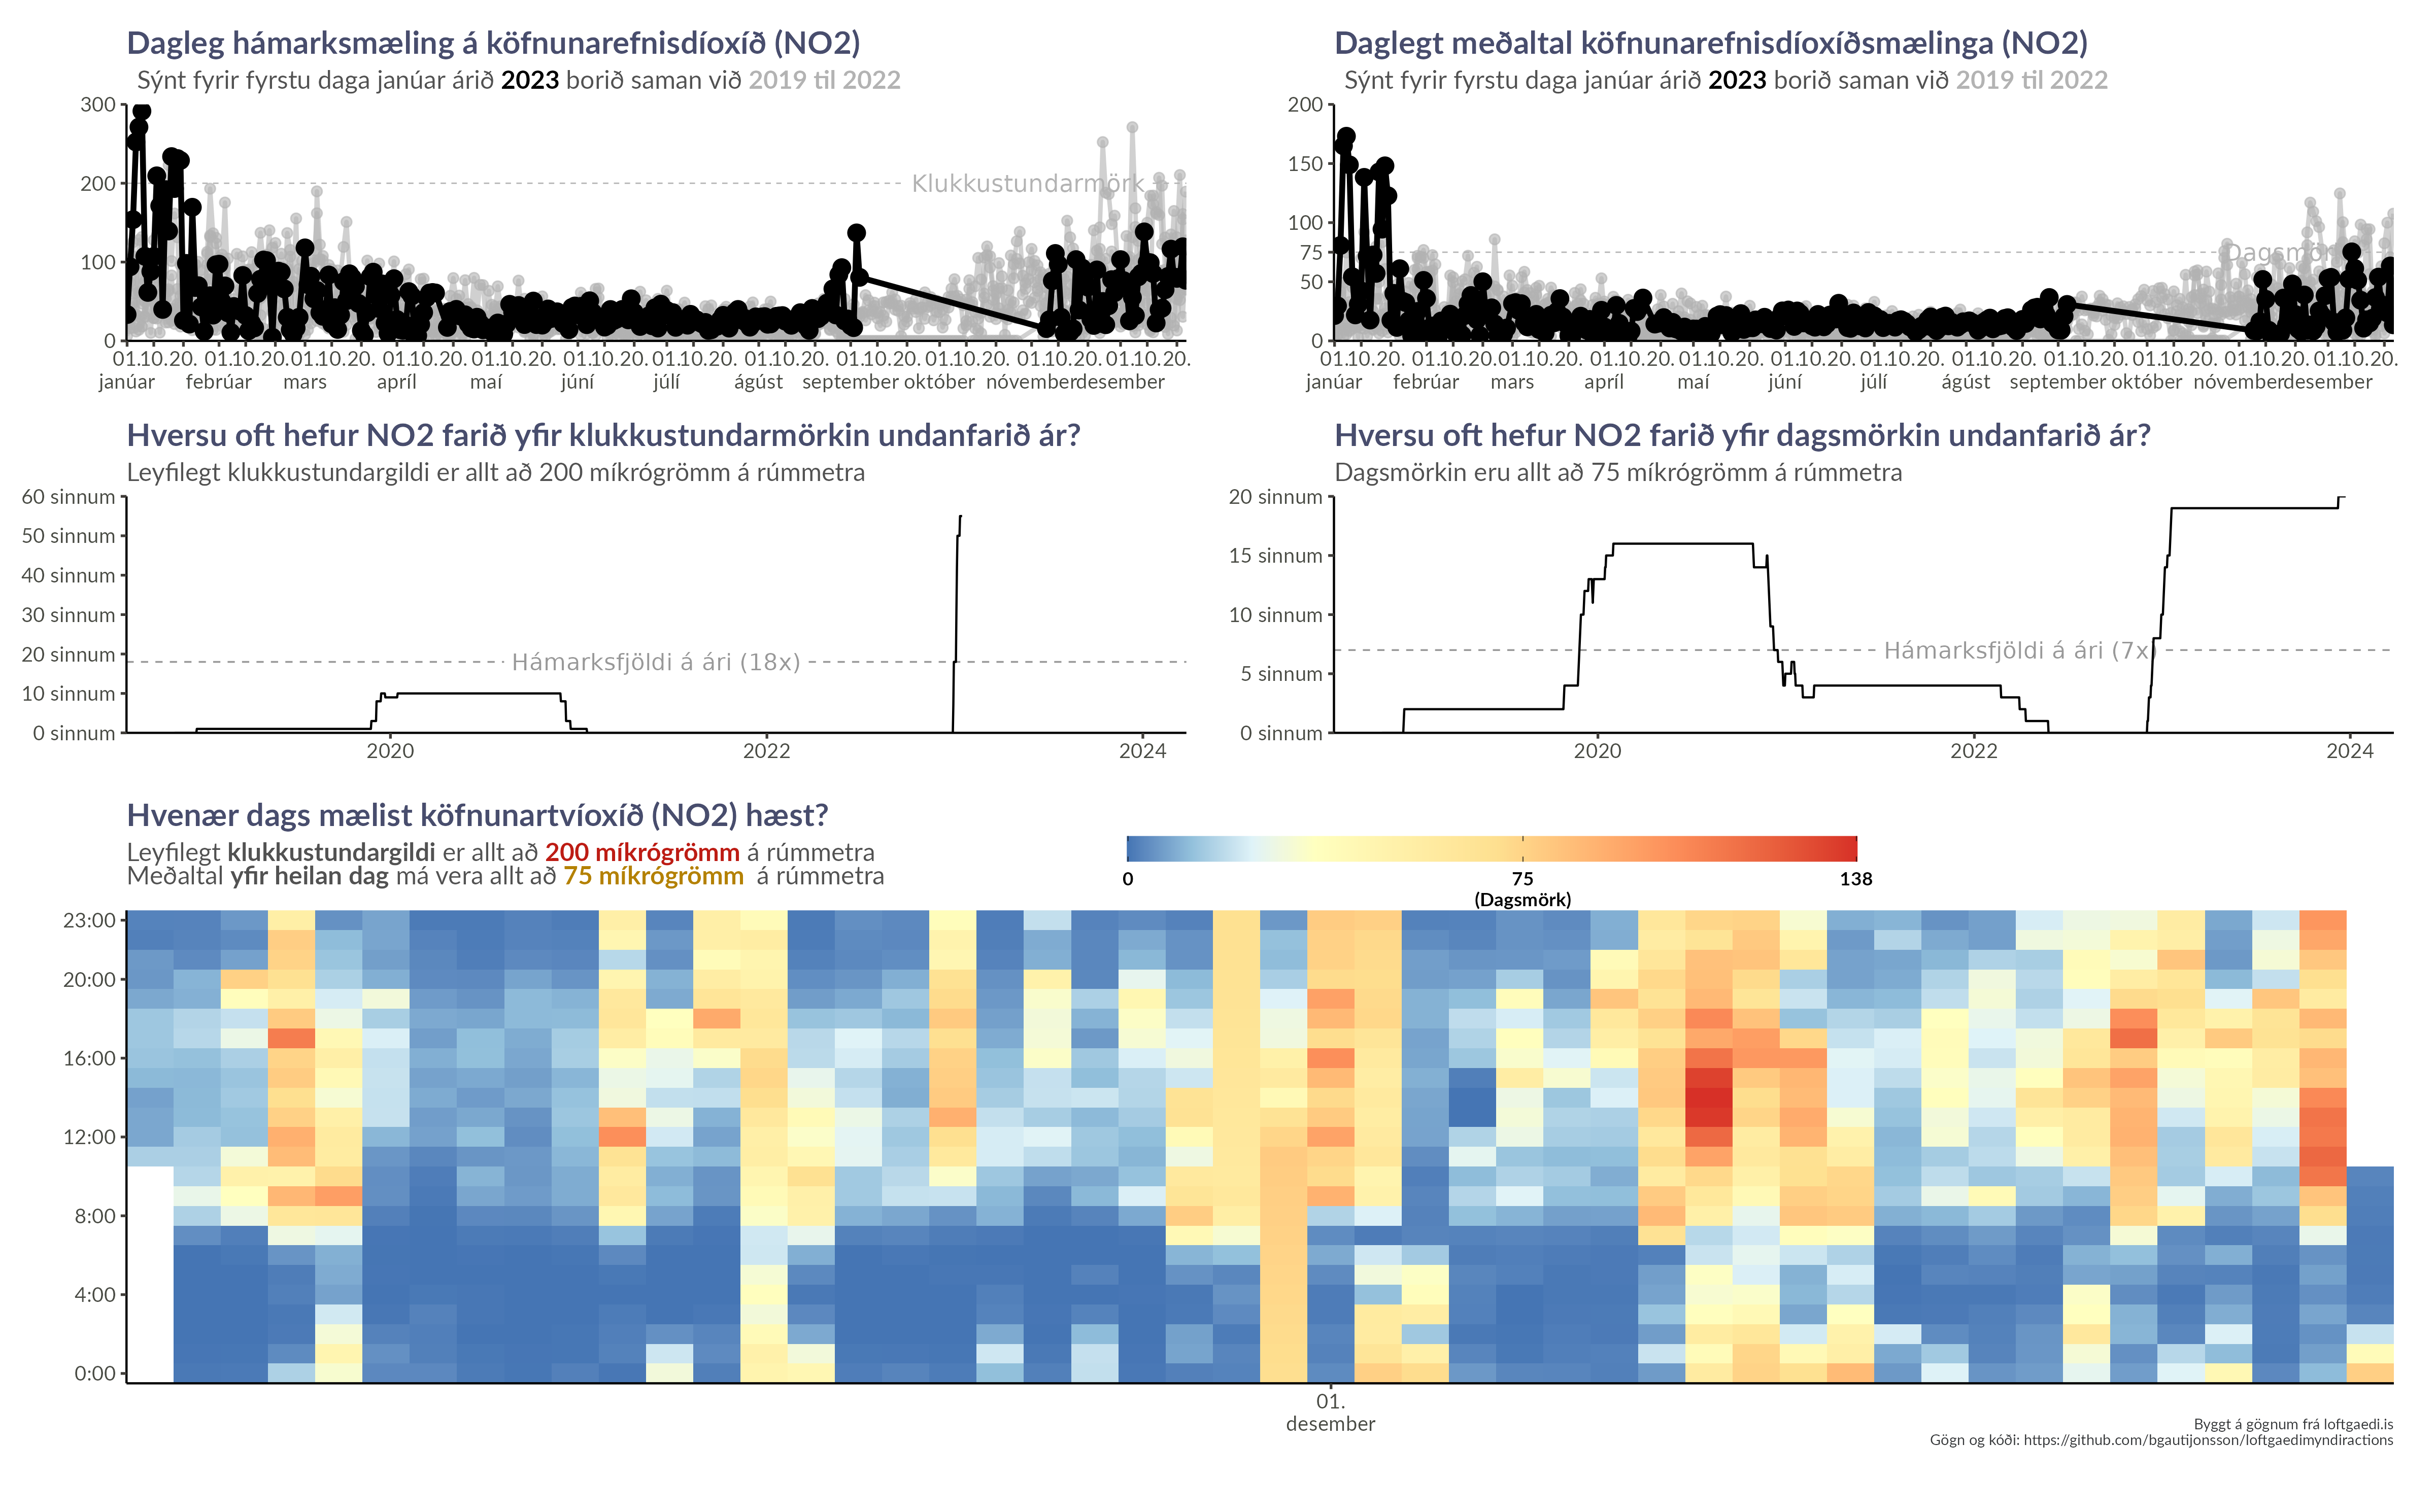 Dagleg hámarksmæling á köfnunarefnisdíoxíð (NO2)
Sýnt fyrir fyrstu daga janúar árið 2023 borið saman við 2019 til 2022
300
200
100
0
Klukkustundarmörk
01.10.20. 01.10.20. 01.10.20. 01.10.20. 01.10.20. 01.10.20. 01.10.20. 01.10.20. 01.10.20. 01.10.20. 01.10.20. 01.10.20.
janúar febrúar mars apríl maí júní júlí ágúst september október nóvember desember
Daglegt meðaltal köfnunarefnisdíoxíðsmælinga (NO2)
Sýnt fyrir fyrstu daga janúar árið 2023 borið saman við 2019 til 2022
200
150
100
75
50
0
Dagsmörk
01.10.20. 01.10.20. 01.10.20. 01.10.20. 01.10.20. 01.10.20. 01.10.20. 01.10.20. 01.10.20. 01.10.20. 01.10.20. 01.10.20.
janúar febrúar mars apríl maí júní júlí ágúst september október nóvember desember
Hversu oft hefur NO2 farið yfir klukkustundarmörkin undanfarið ár?
Leyfilegt klukkustundargildi er allt að 200 míkrógrömm á rúmmetra
60 sinnum
50 sinnum
40 sinnum
30 sinnum
20 sinnum
10 sinnum
0 sinnum
Hámarksfjöldi á ári (18x)
2020 2022 2024
Hversu oft hefur NO2 farið yfir dagsmörkin undanfarið ár?
Dagsmörkin eru allt að 75 míkrógrömm á rúmmetra
20 sinnum
15 sinnum
10 sinnum
5 sinnum
0 sinnum
Hámarksfjöldi á ári (7x)
2020 2022 2024
Hvenær dags mælist köfnunartvíoxíð (NO2) hæst?
Leyfilegt klukkustundargildi er allt að 200 míkrógrömm á rúmmetra
Meðaltal yfir heilan dag má vera allt að 75 míkrógrömm á rúmmetra
0 75 138
(Dagsmörk)
23:00
20:00
16:00
12:00
8:00
4:00
0:00
01.
desember
Byggt á gögnum frá loftgaedi.is
Gögn og kóði: https://github.com/bgautijonsson/loftgaedimyndiractions